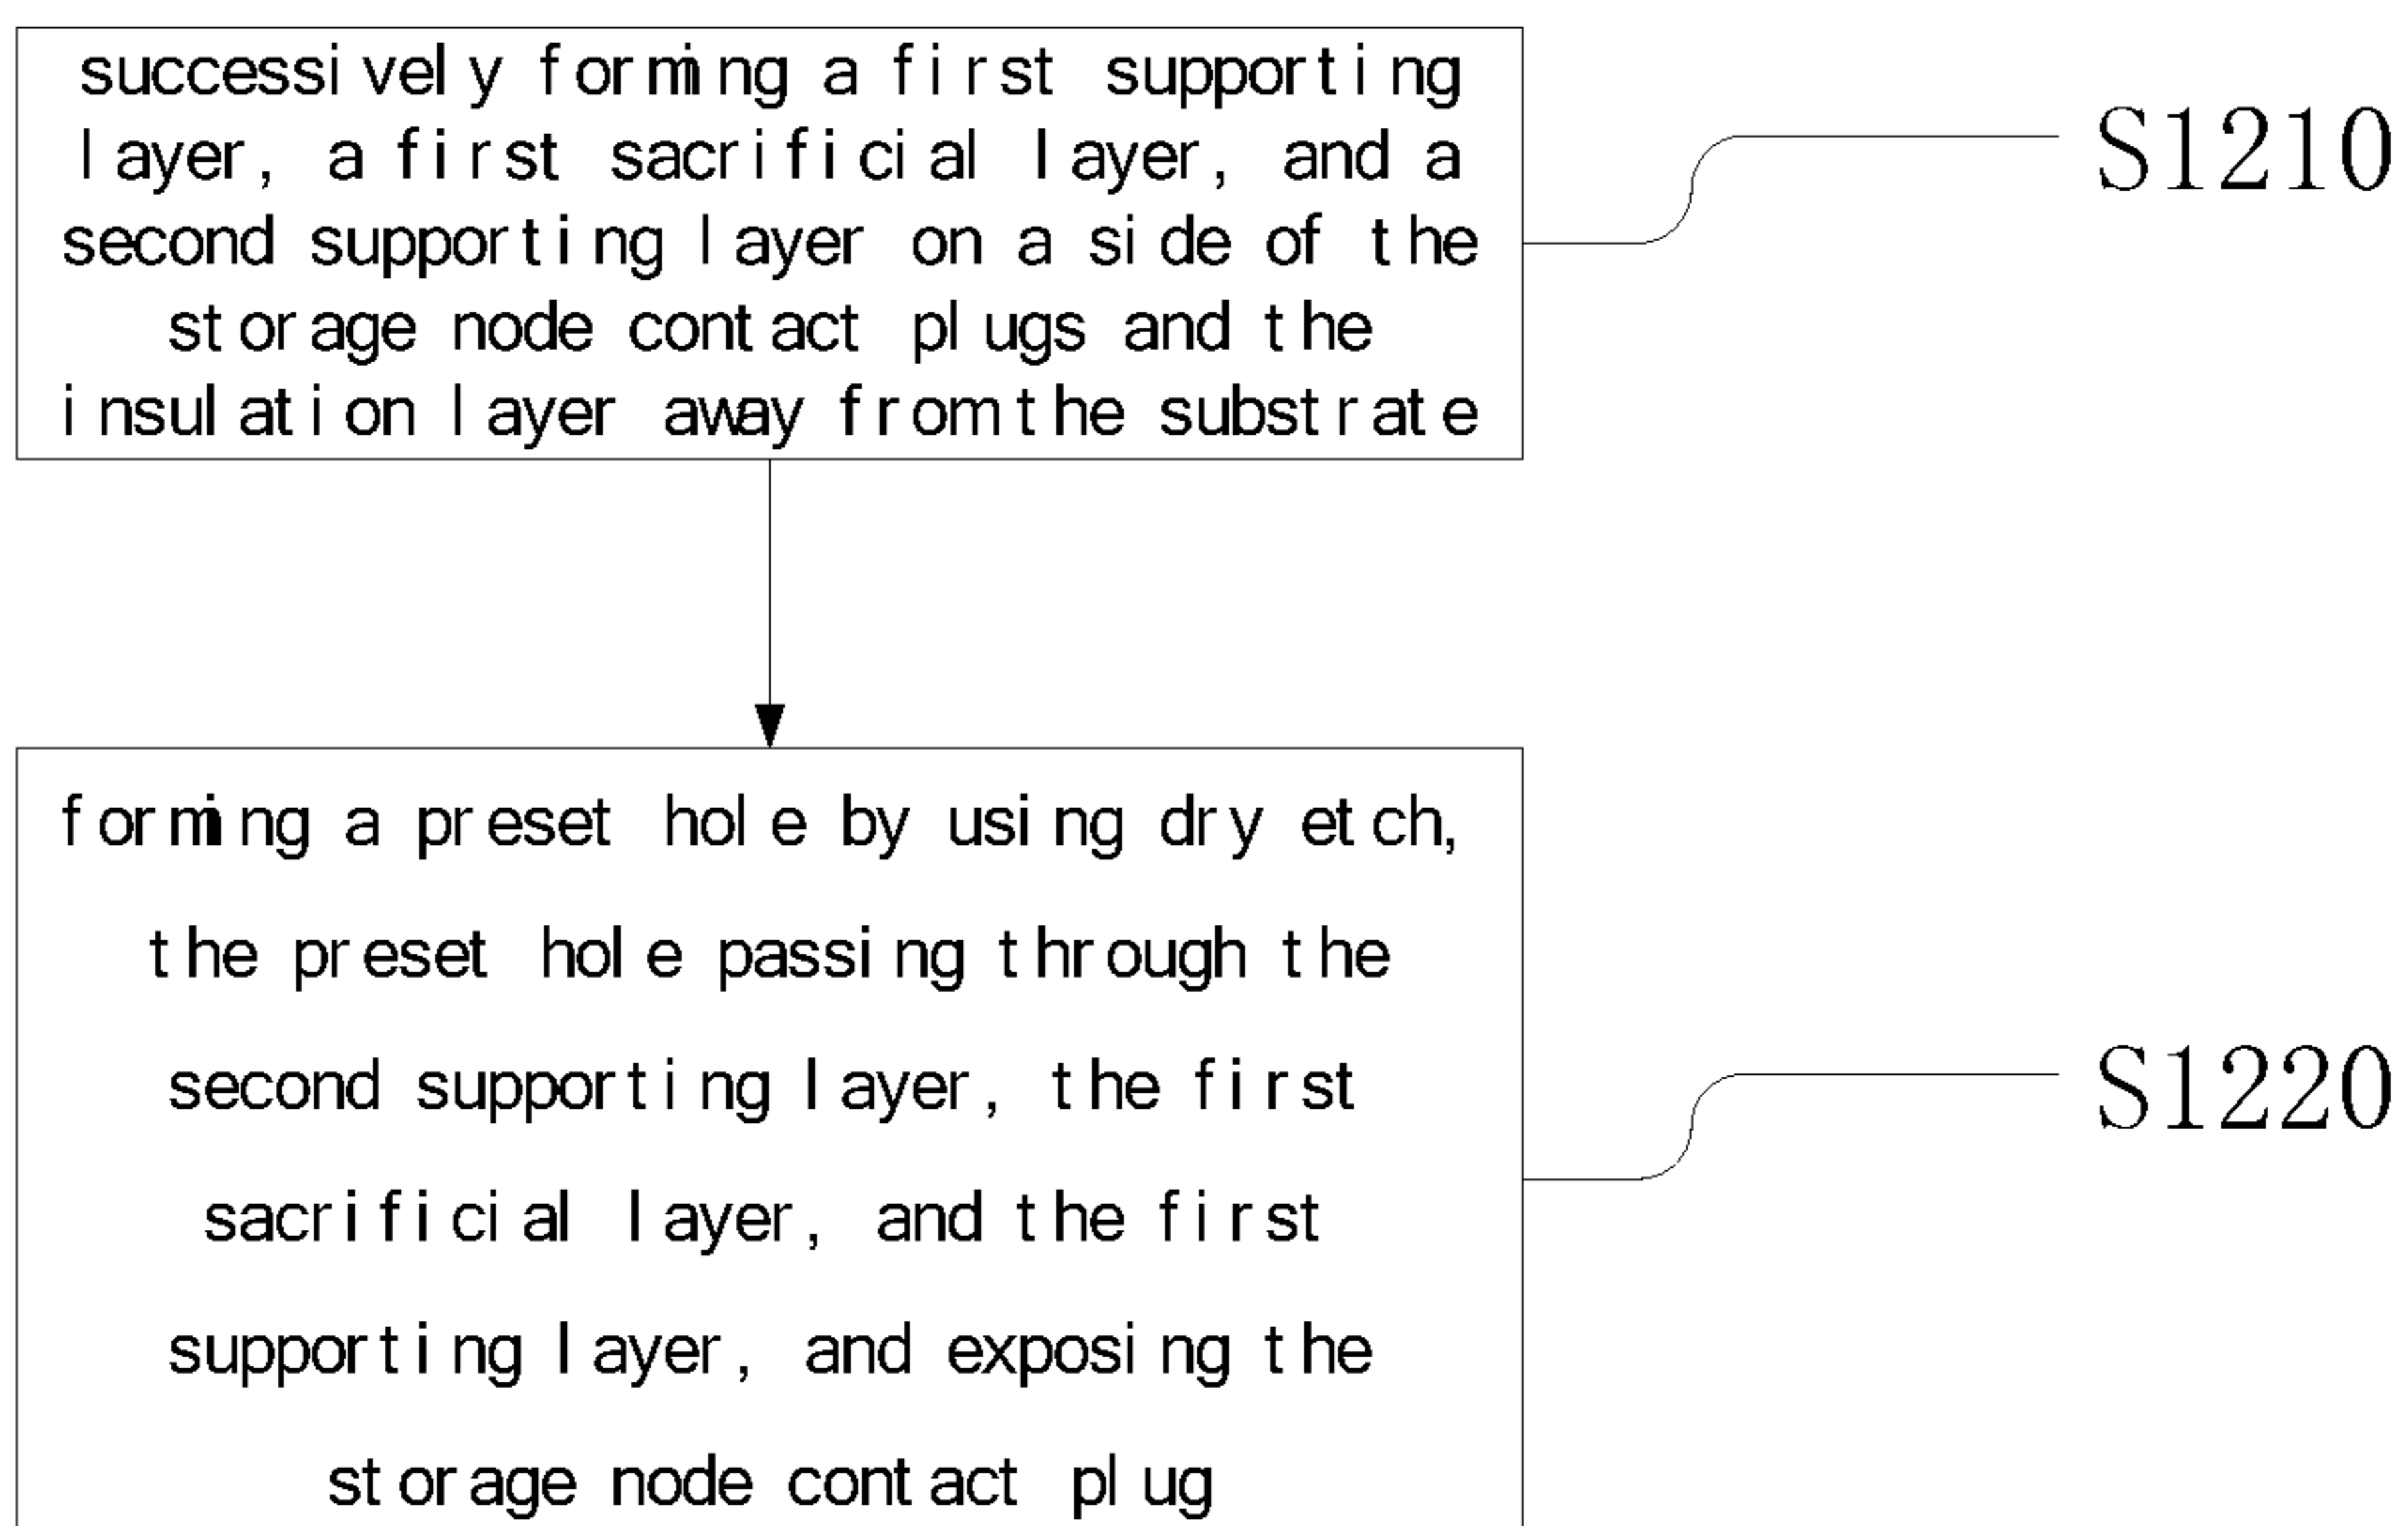 successively forming a first supporting
layer, a first sacrificial layer, and a
second supporting layer on a side of the
storage node contact plugs and the
insulation layer away from the substrate
S1210
forming a preset hole by using dry etch,
the preset hole passing through the
second supporting layer, the first
sacrificial layer, and the first
supporting layer, and exposing the
storage node contact plug
S1220